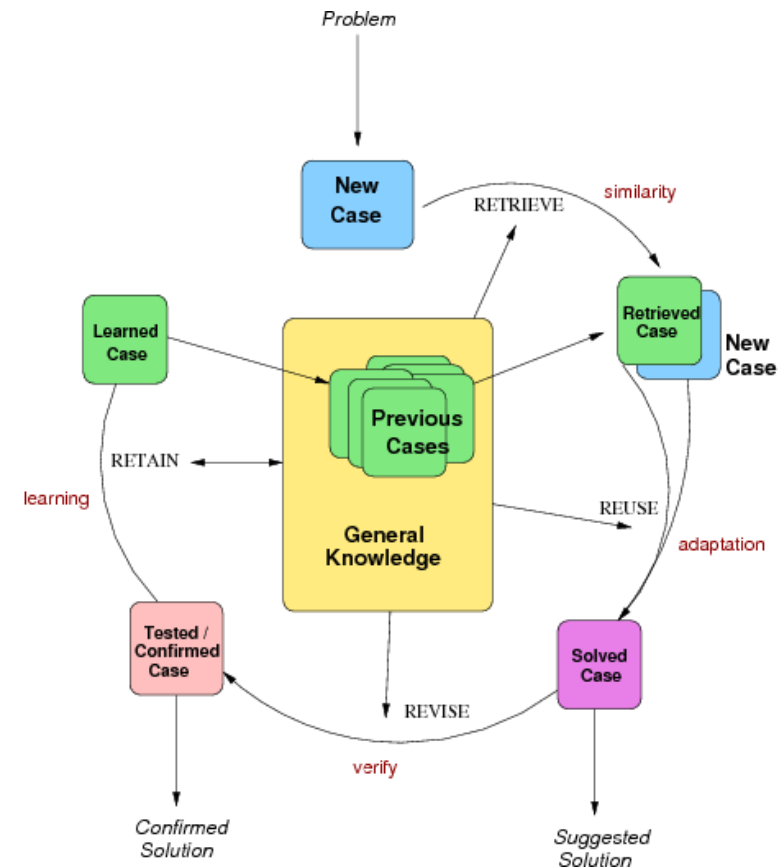 Problem
New
Case
RETRIEVE
similarity
Retrieved
Case
New
Case
Learned
Case
Previous
Cases
RETAIN
learning
REUSE
General
Knowledge
adaptation
Tested /
Confirmed
Case
Solved
Case
REVISE
verify
Confirmed
Solution
Suggested
Solution